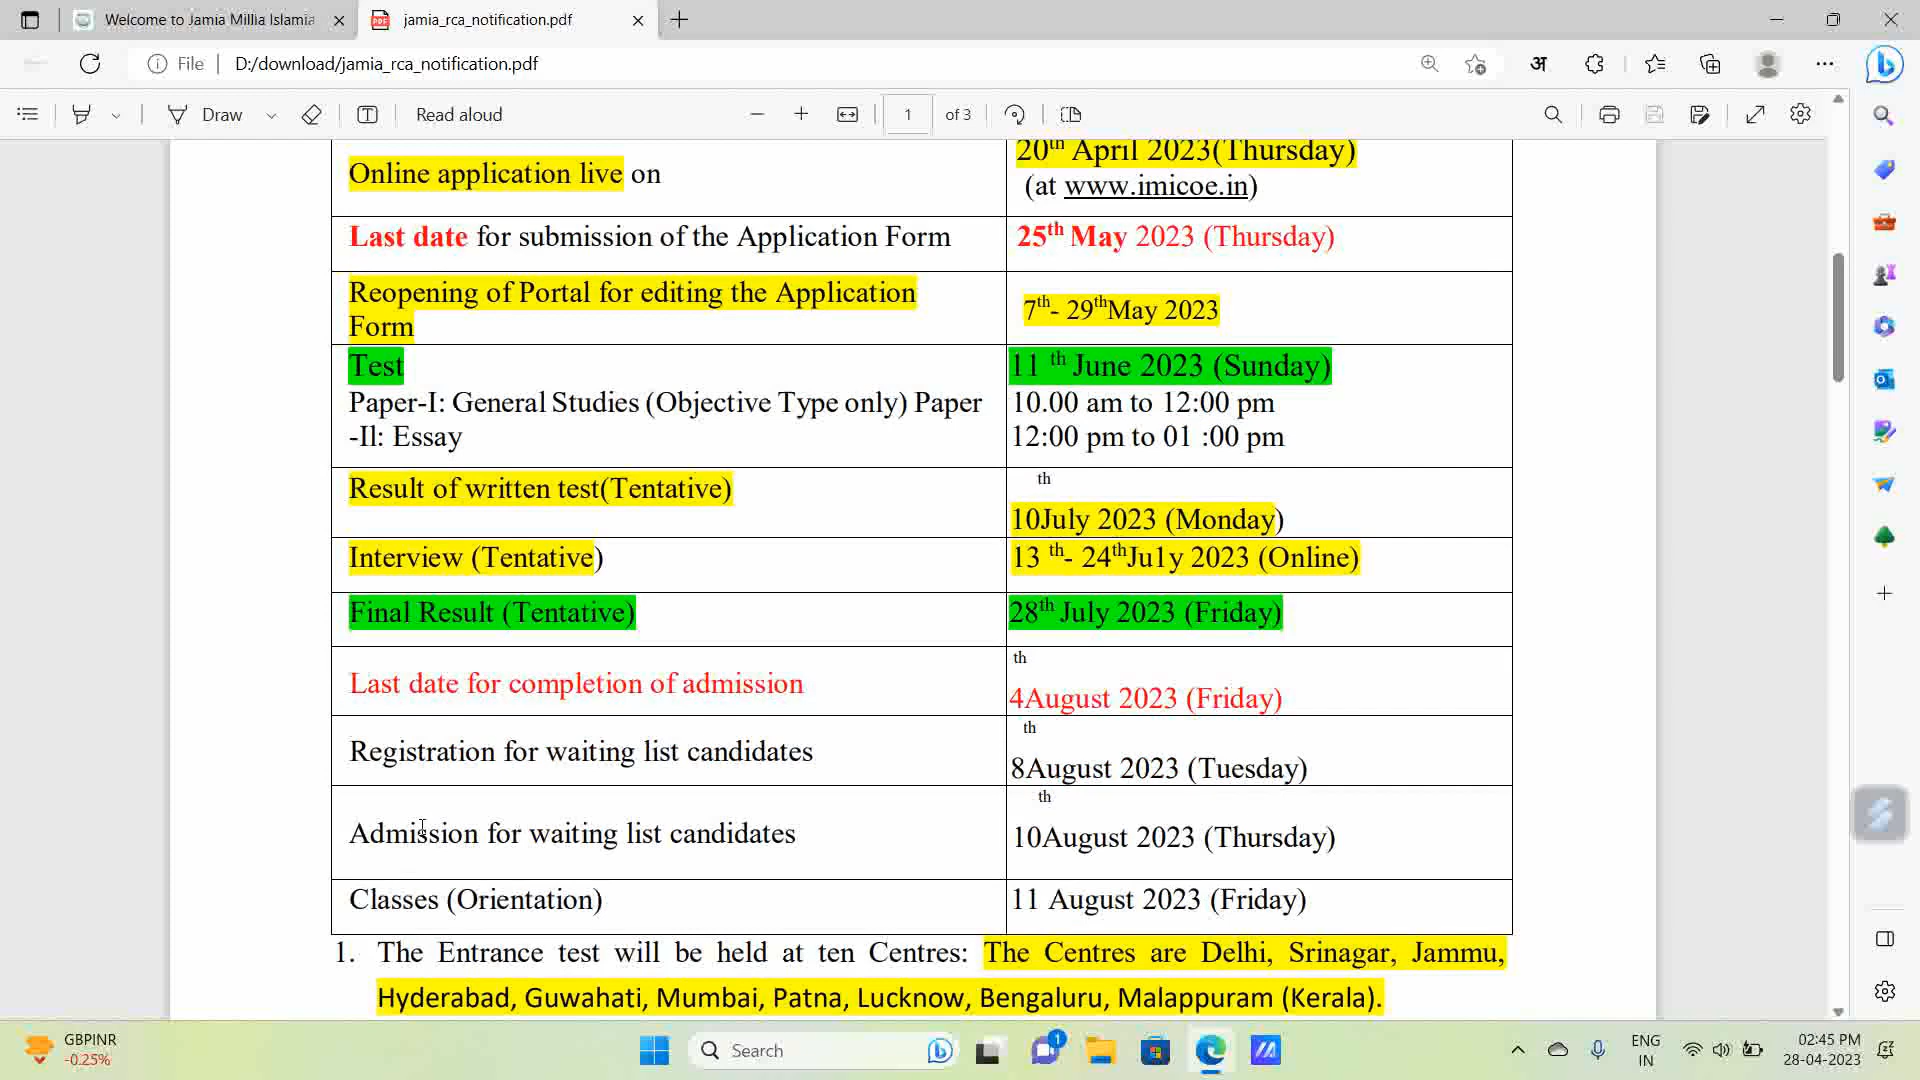 Welcome to Jamia Millia Islamia
jamia_rca_notification.pdf
File
D:/download/jamia_rca_notification.pdf
अ
Draw
Read aloud
1 of 3
Online application live on
20th April 2023(Thursday)
(at www.imicoe.in)
Last date for submission of the Application Form
25th May 2023 (Thursday)
Reopening of Portal for editing the Application
Form
7th- 29thMay 2023
Test
11 th June 2023 (Sunday)
Paper-I: General Studies (Objective Type only) Paper
10.00 am to 12:00 pm
-Il: Essay
12:00 pm to 01 :00 pm
Result of written test(Tentative)
th
10July 2023 (Monday)
Interview (Tentative)
13 th- 24thJu1y 2023 (Online)
Final Result (Tentative)
28th July 2023 (Friday)
th
Last date for completion of admission
4August 2023 (Friday)
th
Registration for waiting list candidates
8August 2023 (Tuesday)
th
Admission for waiting list candidates
10August 2023 (Thursday)
Classes (Orientation)
11 August 2023 (Friday)
1. The Entrance test will be held at ten Centres: The Centres are Delhi, Srinagar, Jammu,
Hyderabad, Guwahati, Mumbai, Patna, Lucknow, Bengaluru, Malappuram (Kerala).
GBPINR
-0.25%
Search
1
ENG
IN
02:45 PM
28-04-2023